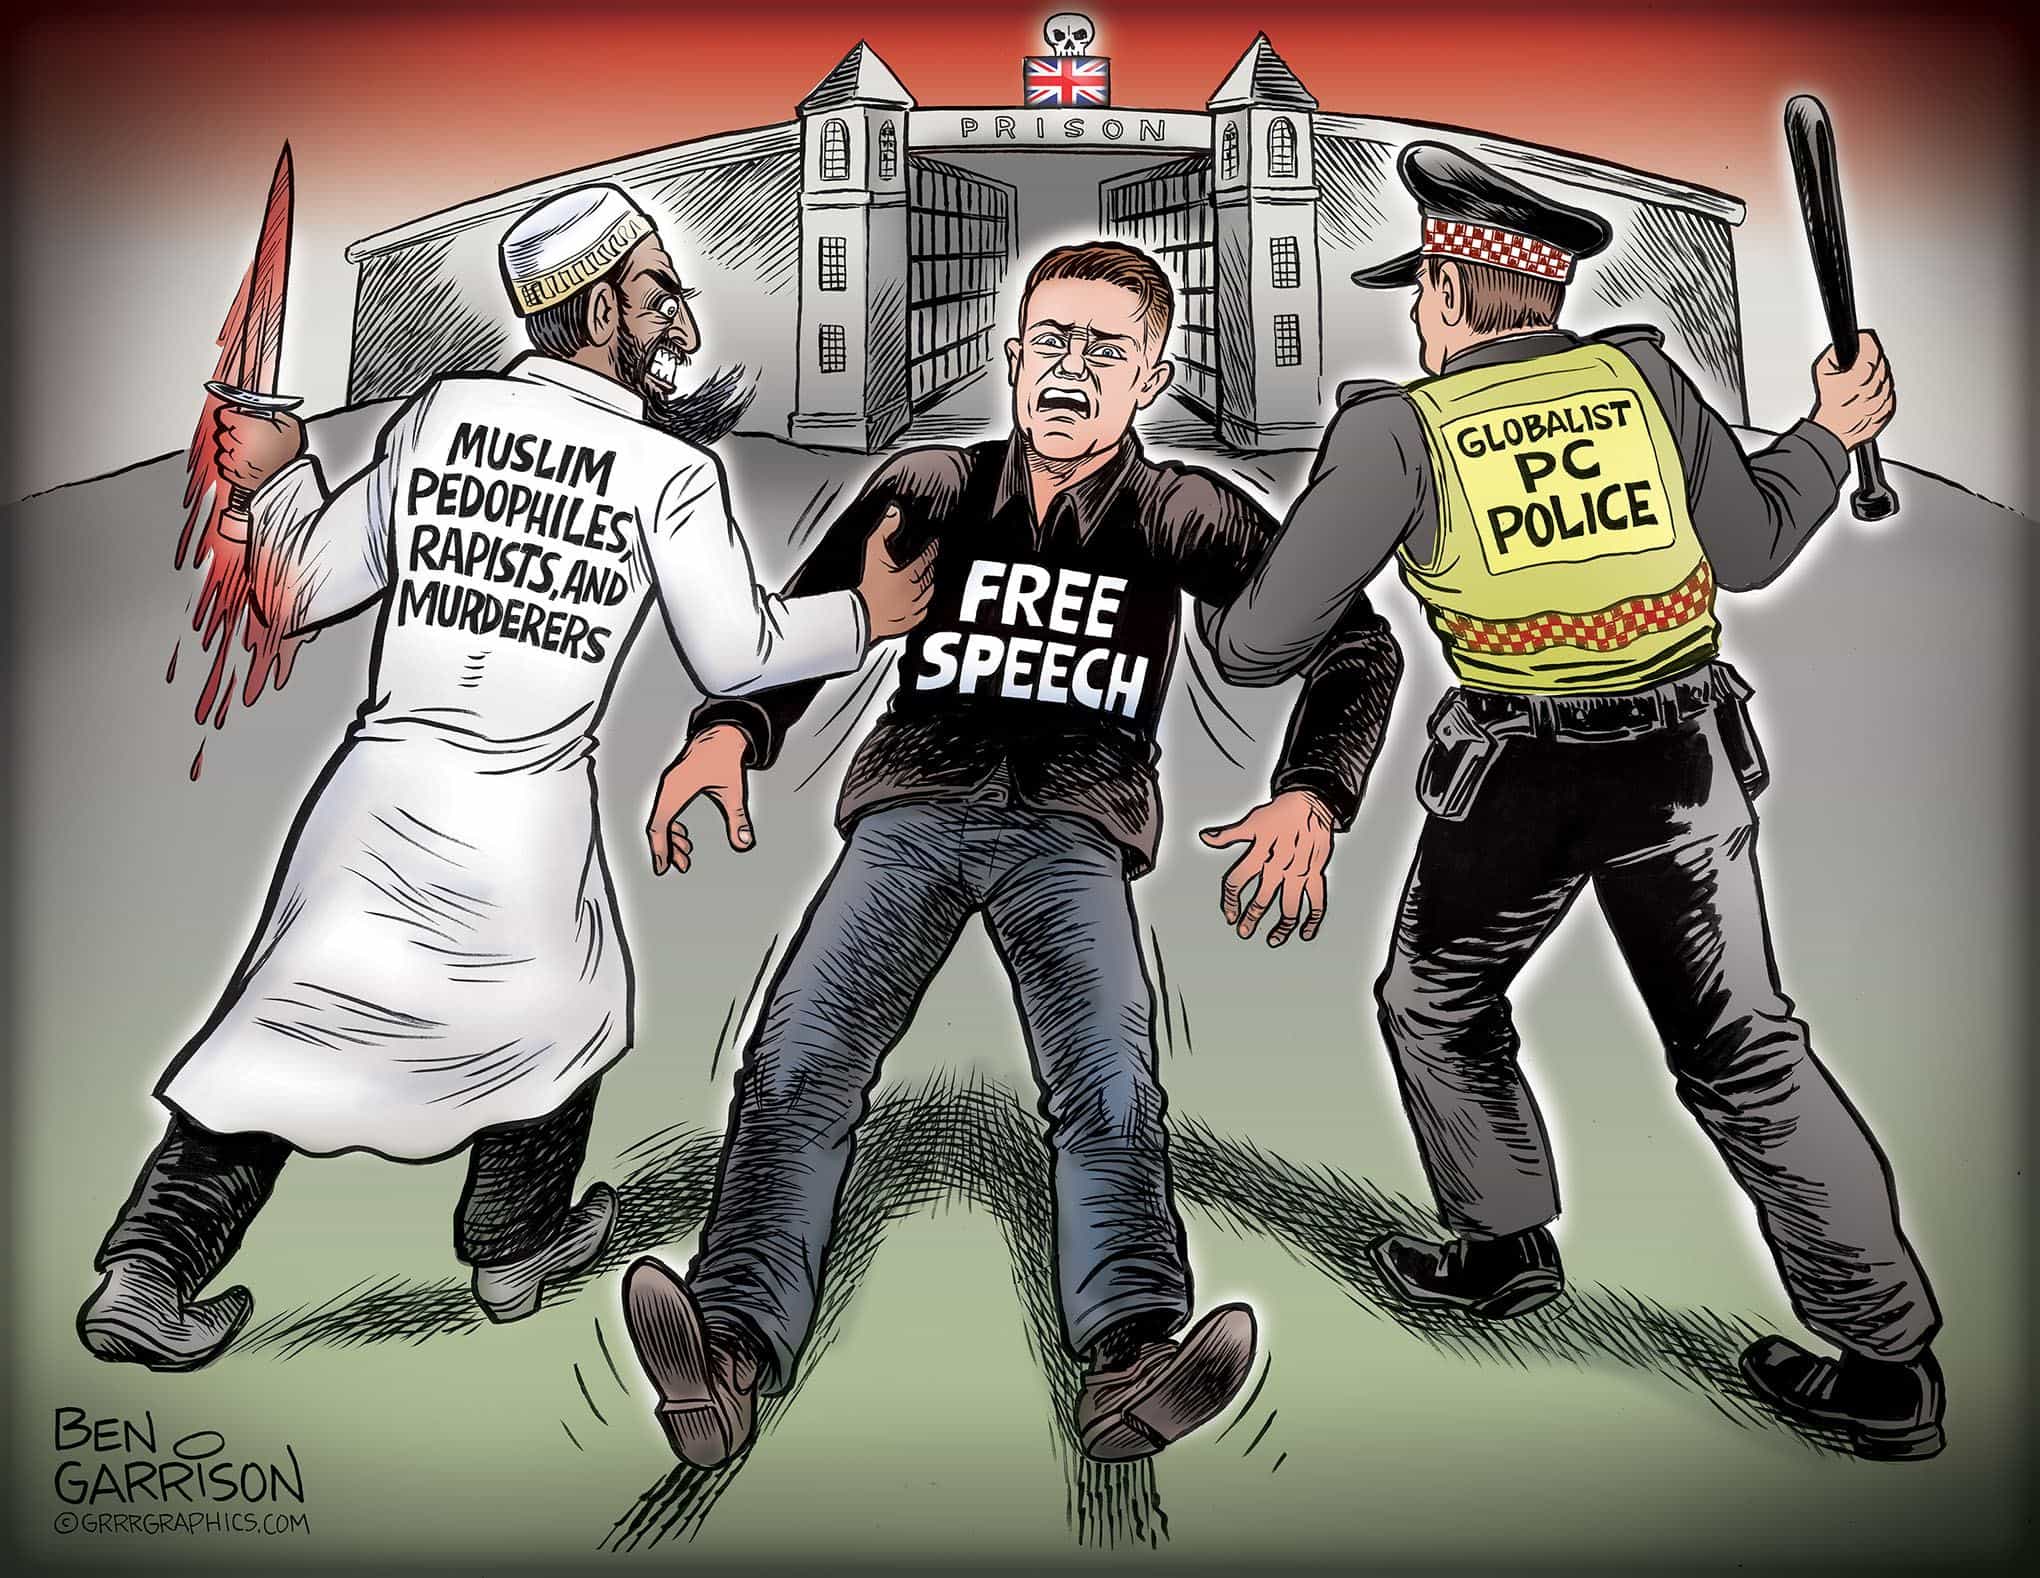 PRISON
MUSLIM
PEDOPHILES,
RAPISTS, AND
MURDERERS
FREE
SPEECH
GLOBALIST
PC
POLICE
BEN
GARRISON
©GRRRGRAPHICS.COM